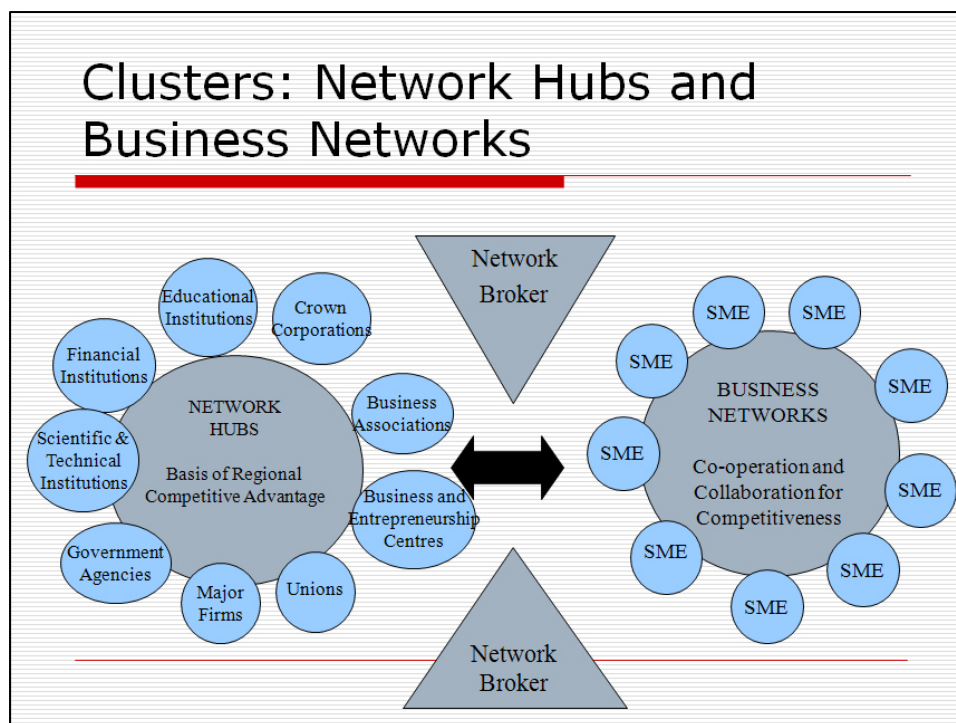 Clusters: Network Hubs and
Business Networks
Network
Broker
Educational
Institutions
Crown
Corporations
Financial
Institutions
Business
Associations
Scientific &
Technical
Institutions
NETWORK
HUBS
Basis of Regional
Competitive Advantage
Business and
Entrepreneurship
Centres
Government
Agencies
Major
Firms
Unions
SME
SME
SME
SME
SME
SME
SME
SME
SME
BUSINESS
NETWORKS
Co-operation and
Collaboration for
Competitiveness
Network
Broker